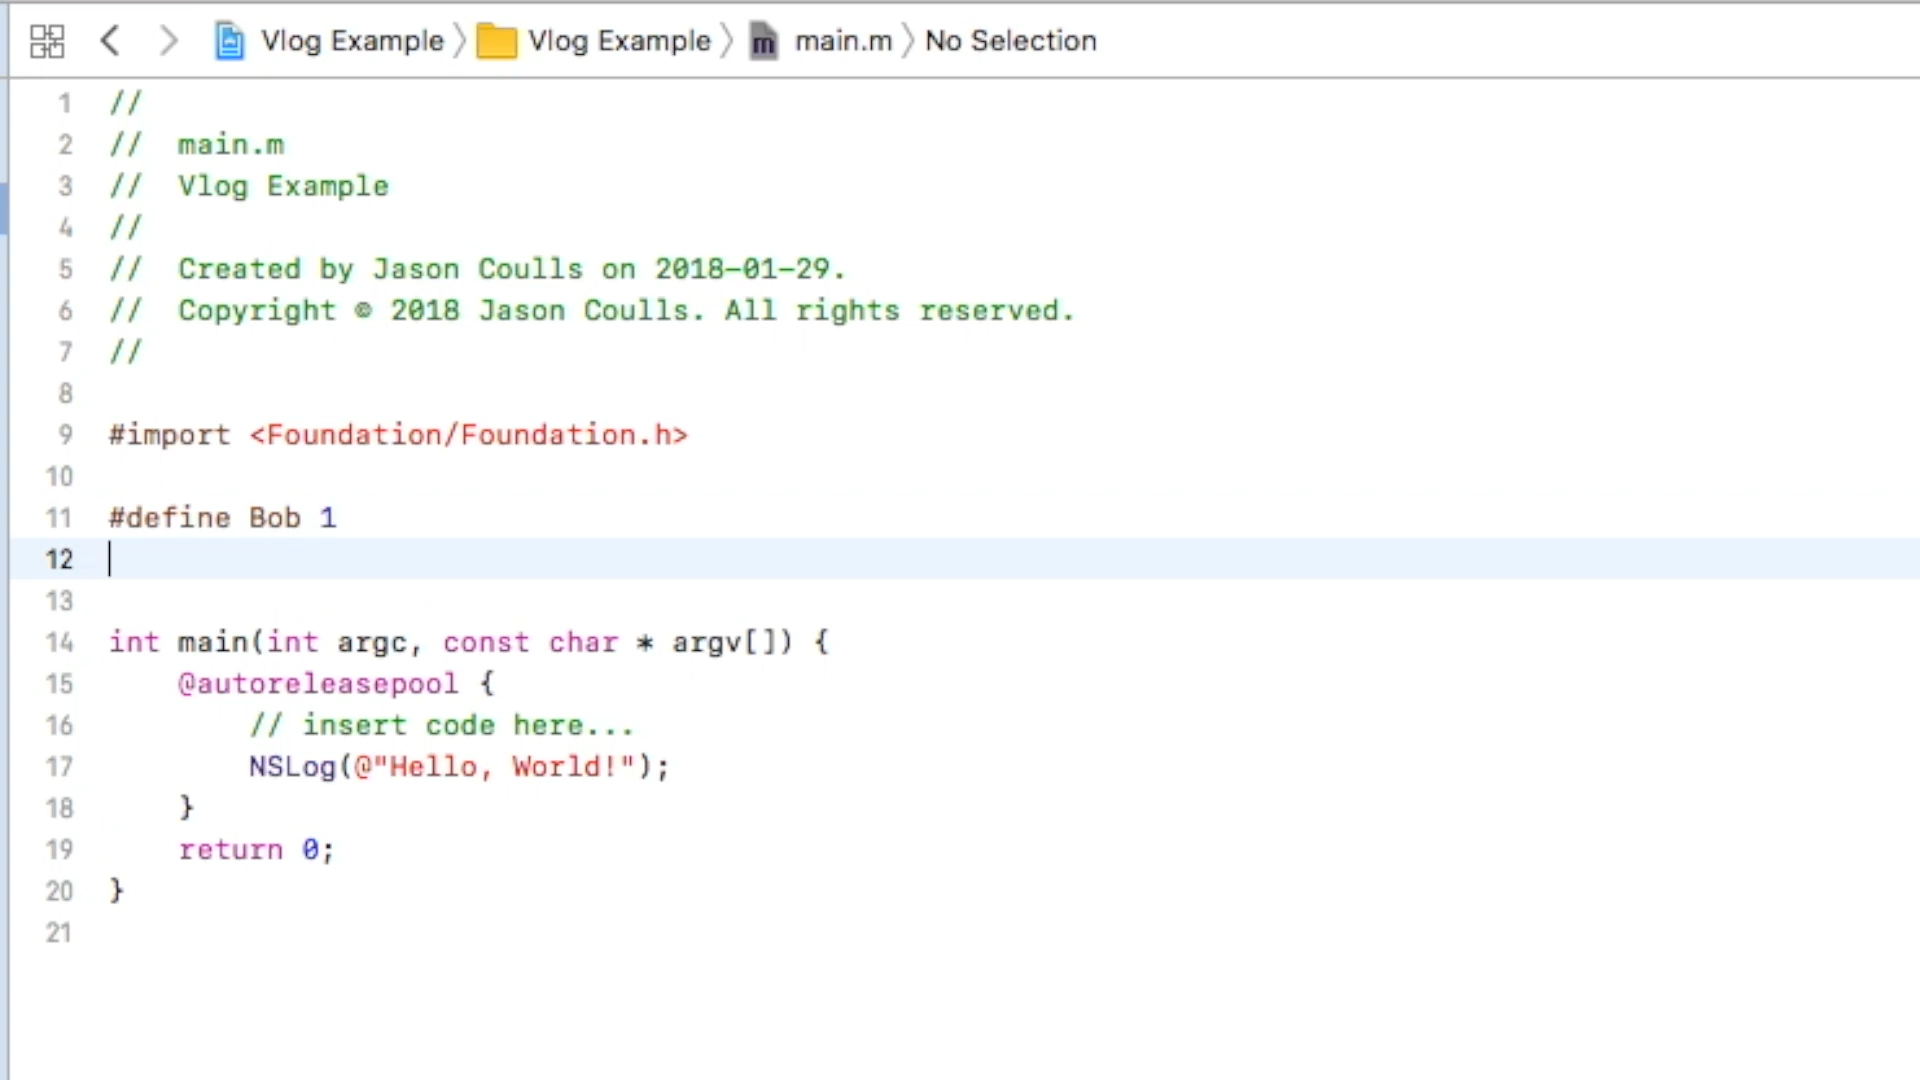 Vlog Example 〉 Vlog Example 〉 m main.m 〉 No Selection
1 //
2 //  main.m
3 //  Vlog Example
4 //
5 //  Created by Jason Coulls on 2018-01-29.
6 //  Copyright © 2018 Jason Coulls. All rights reserved.
7 //
8
9 #import <Foundation/Foundation.h>
10
11 #define Bob 1
12
13
14 int main(int argc, const char * argv[]) {
15     @autoreleasepool {
16         // insert code here...
17         NSLog(@"Hello, World!");
18     }
19     return 0;
20 }
21